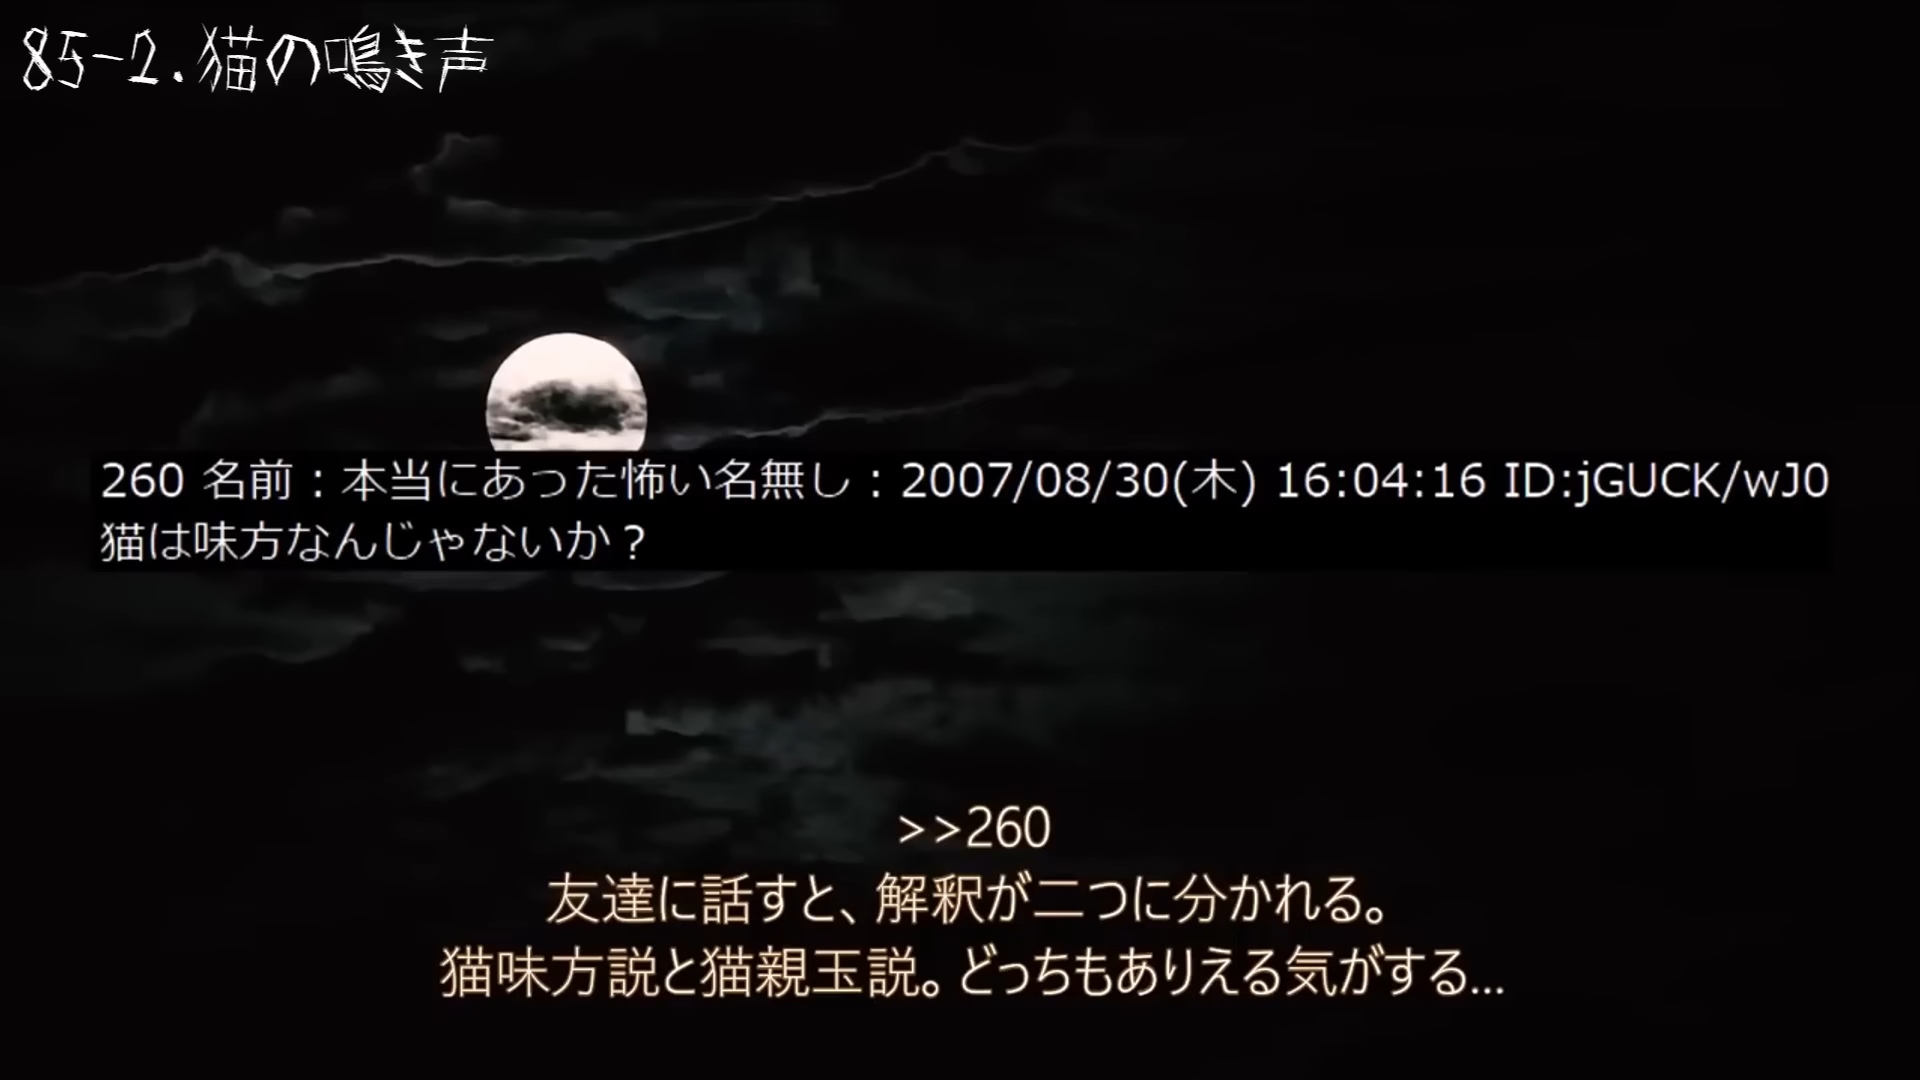 85-2.猫の鳴き声
260 名前：本当にあった怖い名無し：2007/08/30(木) 16:04:16 ID:jGUCK/wJ0
猫は味方なんじゃないか？
>>260
友達に話すと、解釈が二つに分かれる。
猫味方説と猫親玉説。どっちもありえる気がする...